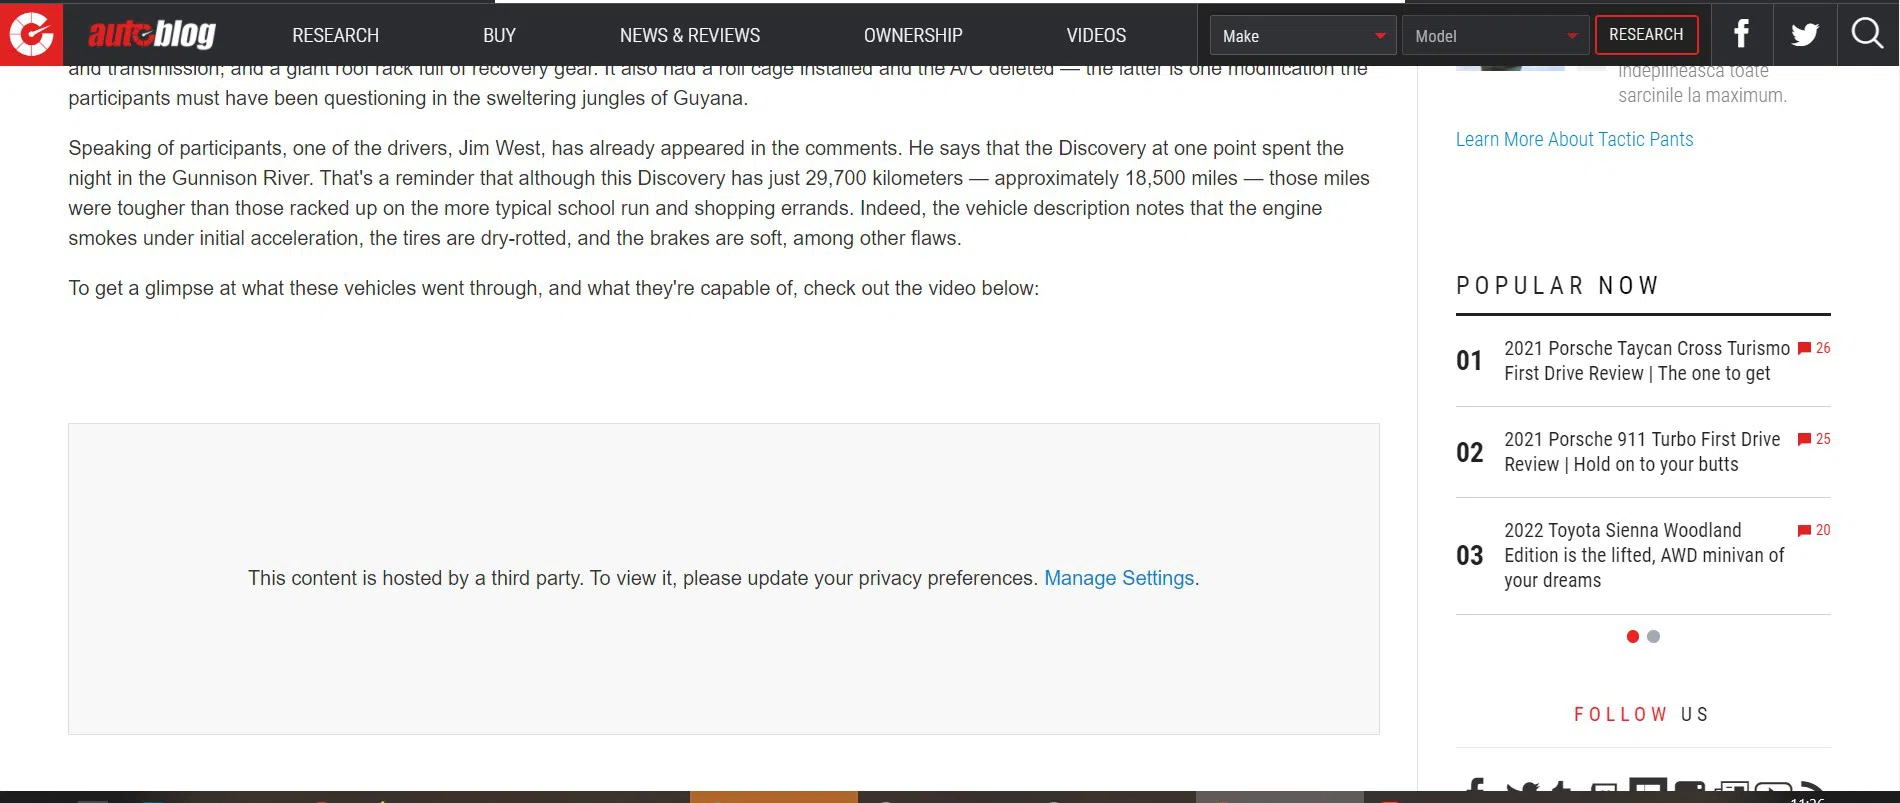 autoblog
RESEARCH
BUY
NEWS & REVIEWS
OWNERSHIP
VIDEOS
Make
Model
RESEARCH
and transmission, and a giant roof rack full of recovery gear. It also had a roll cage installed and the A/C deleted — the latter is one modification the
participants must have been questioning in the sweltering jungles of Guyana.
Speaking of participants, one of the drivers, Jim West, has already appeared in the comments. He says that the Discovery at one point spent the
night in the Gunnison River. That's a reminder that although this Discovery has just 29,700 kilometers — approximately 18,500 miles — those miles
were tougher than those racked up on the more typical school run and shopping errands. Indeed, the vehicle description notes that the engine
smokes under initial acceleration, the tires are dry-rotted, and the brakes are soft, among other flaws.
To get a glimpse at what these vehicles went through, and what they're capable of, check out the video below:
This content is hosted by a third party. To view it, please update your privacy preferences. Manage Settings.
îndeplinească toate
sarcinile la maximum.
Learn More About Tactic Pants
POPULAR NOW
01
2021 Porsche Taycan Cross Turismo
First Drive Review | The one to get
26
02
2021 Porsche 911 Turbo First Drive
Review | Hold on to your butts
25
03
2022 Toyota Sienna Woodland
Edition is the lifted, AWD minivan of
your dreams
20
FOLLOW US